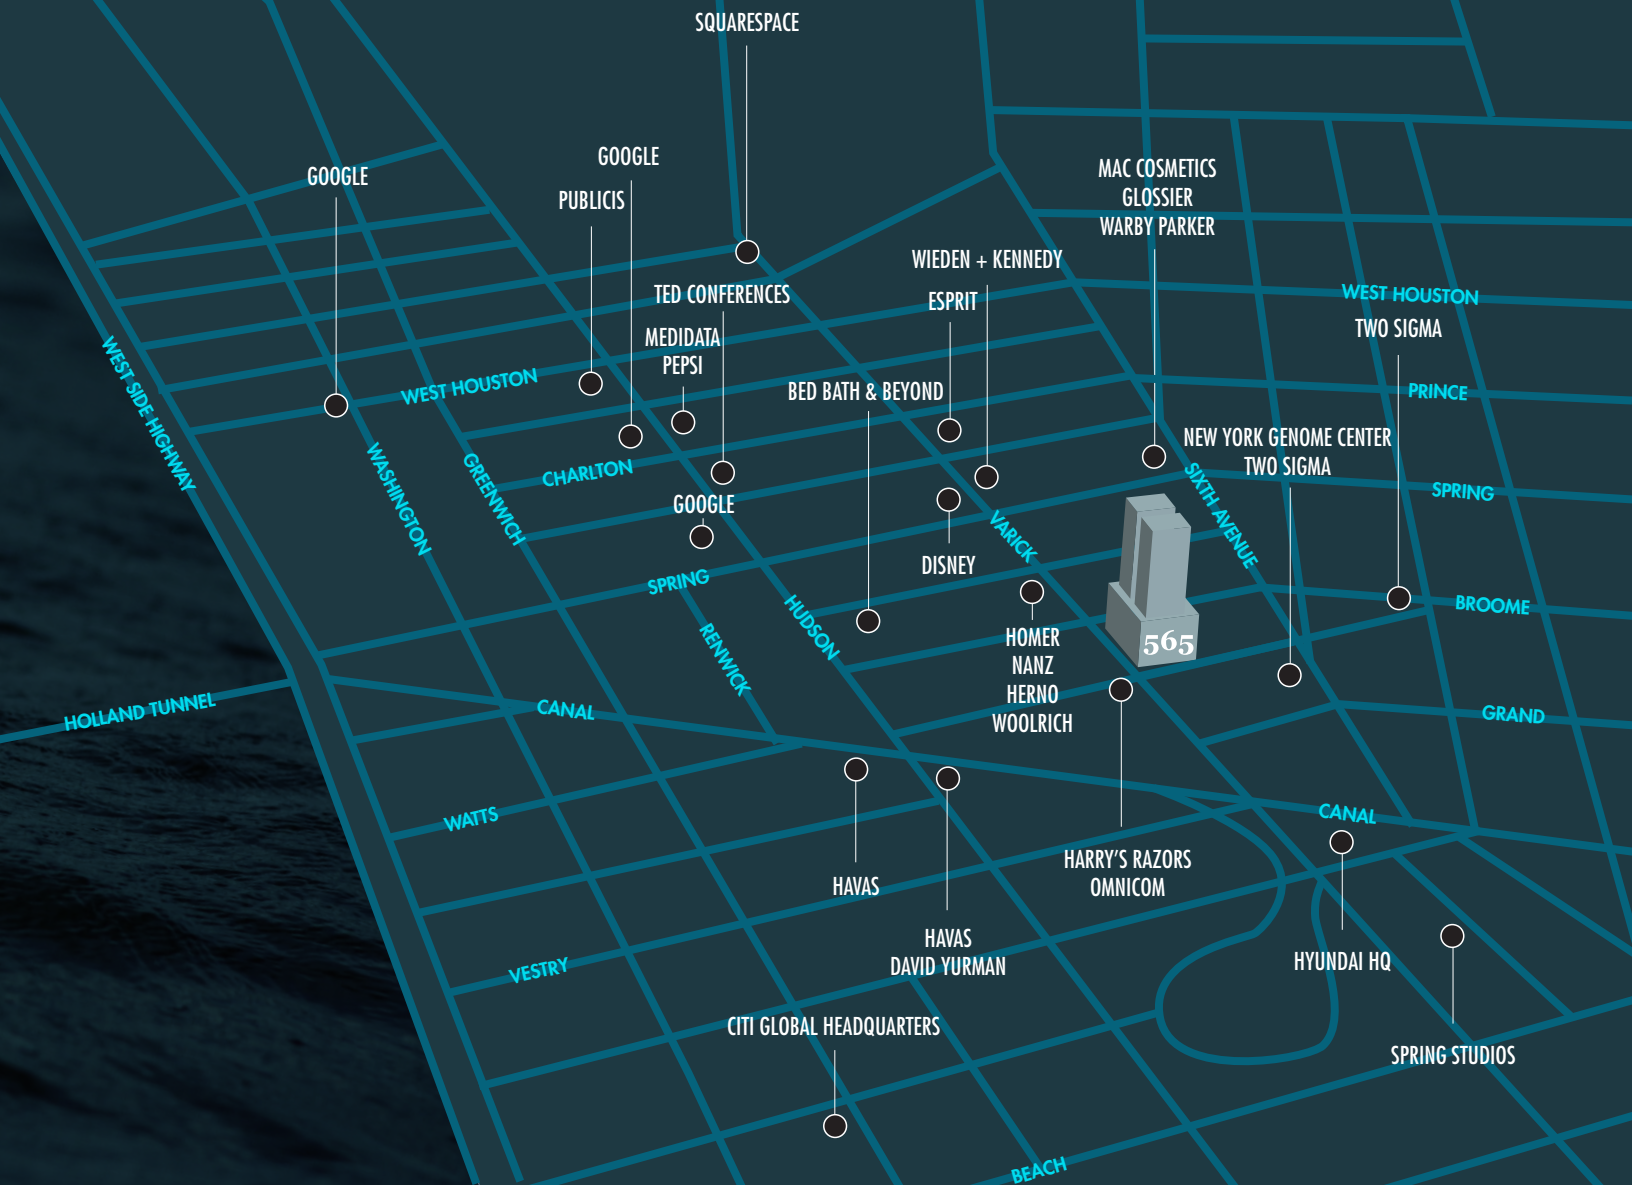 SQUARESPACE
GOOGLE
GOOGLE
PUBLICIS
MAC COSMETICS
GLOSSIER
WARBY PARKER
WIEDEN + KENNEDY
TED CONFERENCES
ESPRIT
WEST HOUSTON
TWO SIGMA
MEDIDATA
PEPSI
WEST HOUSTON
BED BATH & BEYOND
PRINCE
WEST SIDE HIGHWAY
NEW YORK GENOME CENTER
TWO SIGMA
CHARLTON
SPRING
WASHINGTON
GREENWICH
GOOGLE
SIXTH AVENUE
VARICK
DISNEY
SPRING
BROOME
HUDSON
RENWICK
565
HOMER
NANZ
HERNO
WOOLRICH
HOLLAND TUNNEL
CANAL
GRAND
WATTS
CANAL
HAVAS
HARRY'S RAZORS
OMNICOM
HAVAS
DAVID YURMAN
HYUNDAI HQ
VESTRY
CITI GLOBAL HEADQUARTERS
SPRING STUDIOS
BEACH